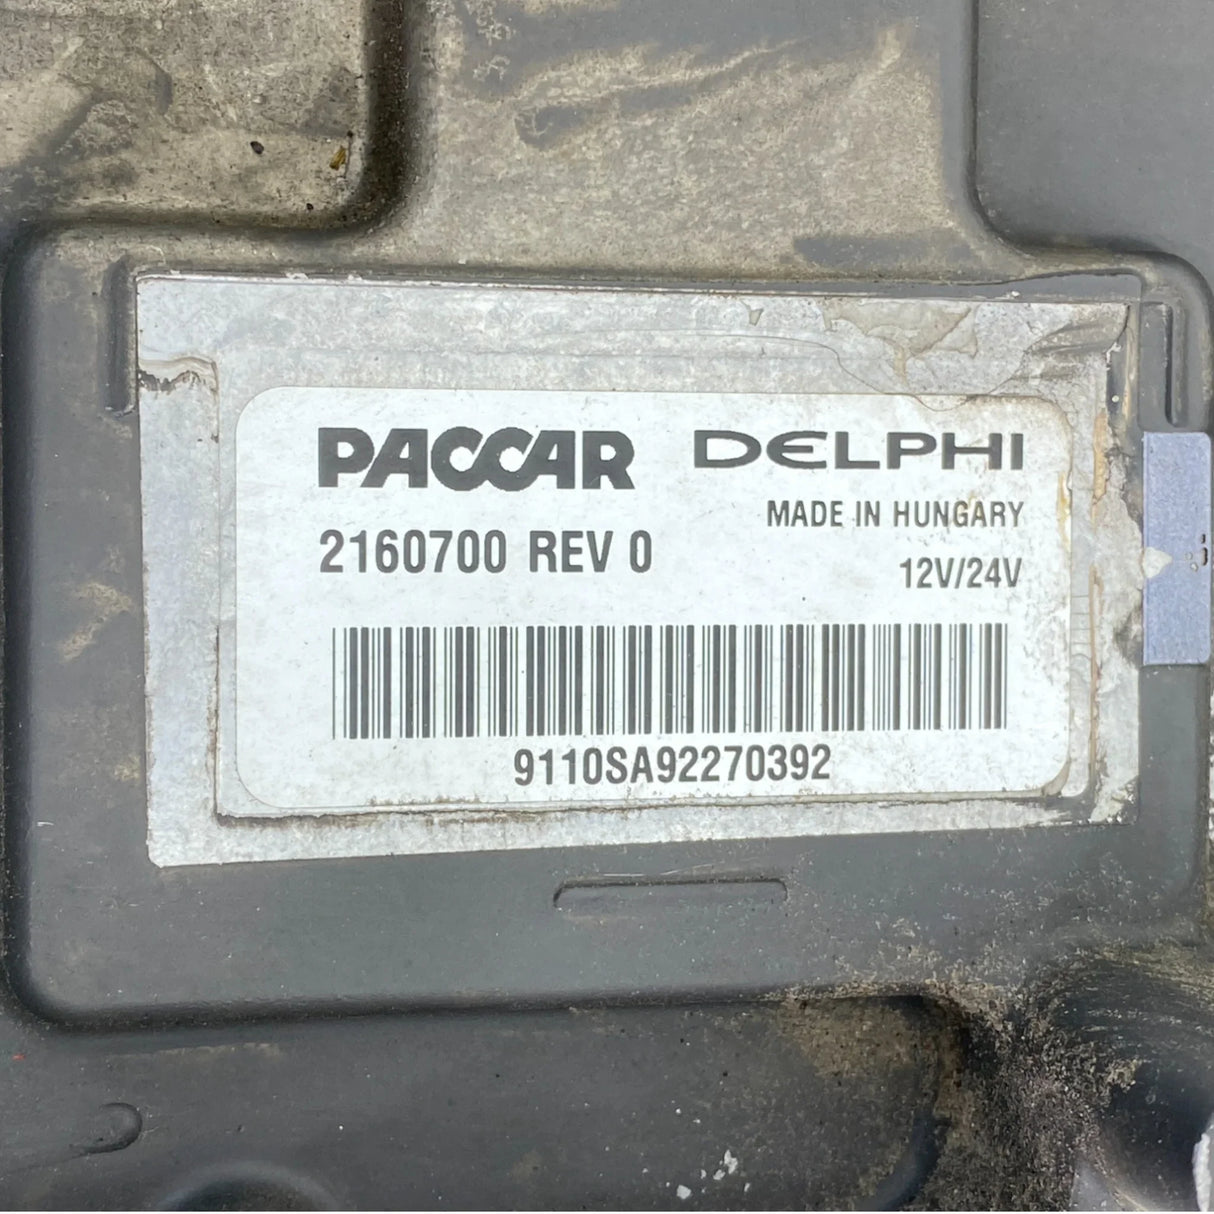 PACCAR DELPHI
MADE IN HUNGARY
2160700 REV 0
12V/24V
9110SA92270392